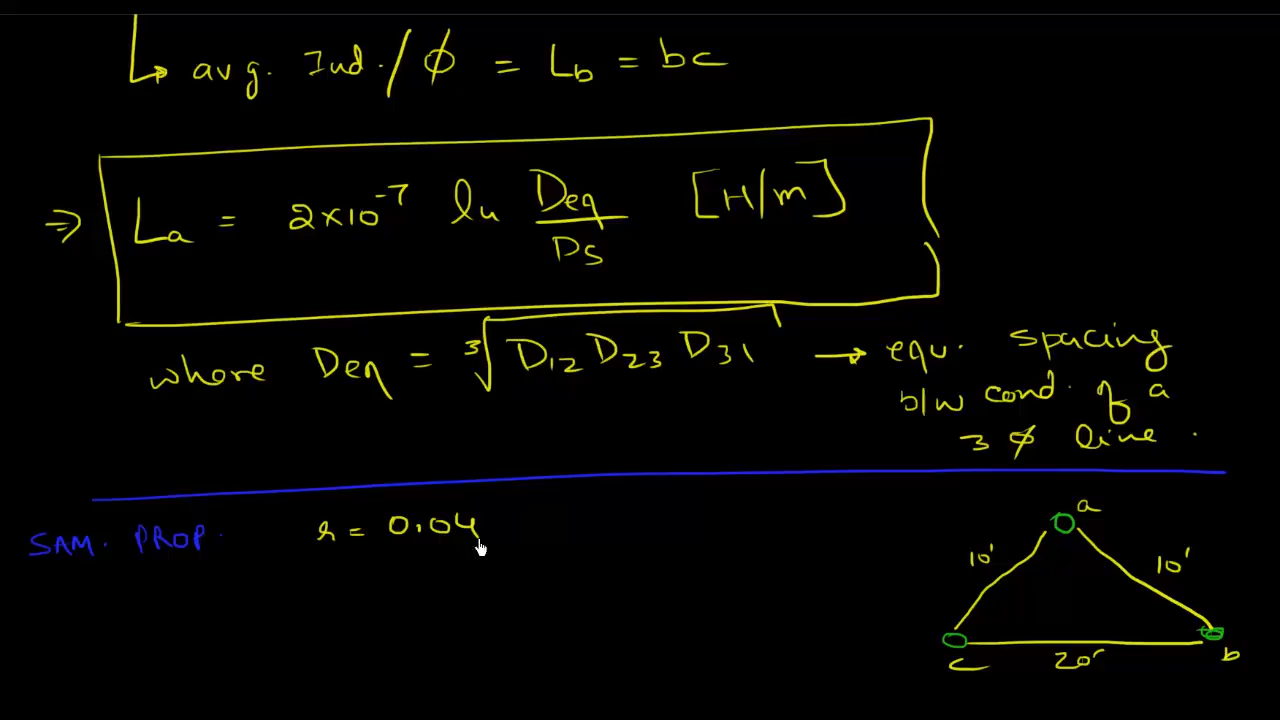 avg. Ind./φ = Lb = bc
⇒ La = 2×10⁻⁷ ln Deq/Ds [H/m]
where Deq = ∛(D12 D23 D31) → equ. spacing
b/w cond. of a
3 φ line.
SAM. PROP. r = 0.04
a
10' 10'
c 20' b